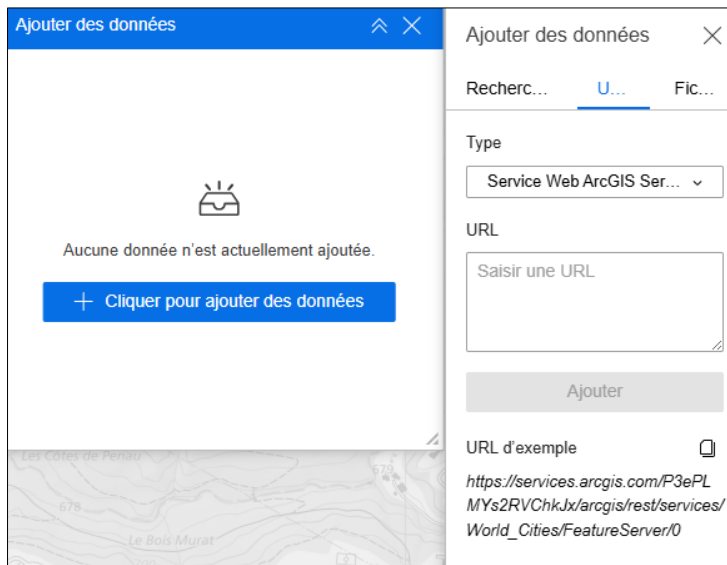 Ajouter des données
Aucune donnée n'est actuellement ajoutée.
+ Cliquer pour ajouter des données
Les Côtes de Penau
679
678
Le Bois Murat
700
Ajouter des données
Recherc... U... Fic...
Type
Service Web ArcGIS Ser...
URL
Saisir une URL
Ajouter
URL d'exemple
https://services.arcgis.com/P3ePL
MYs2RVChkJx/arcgis/rest/services/
World_Cities/FeatureServer/0